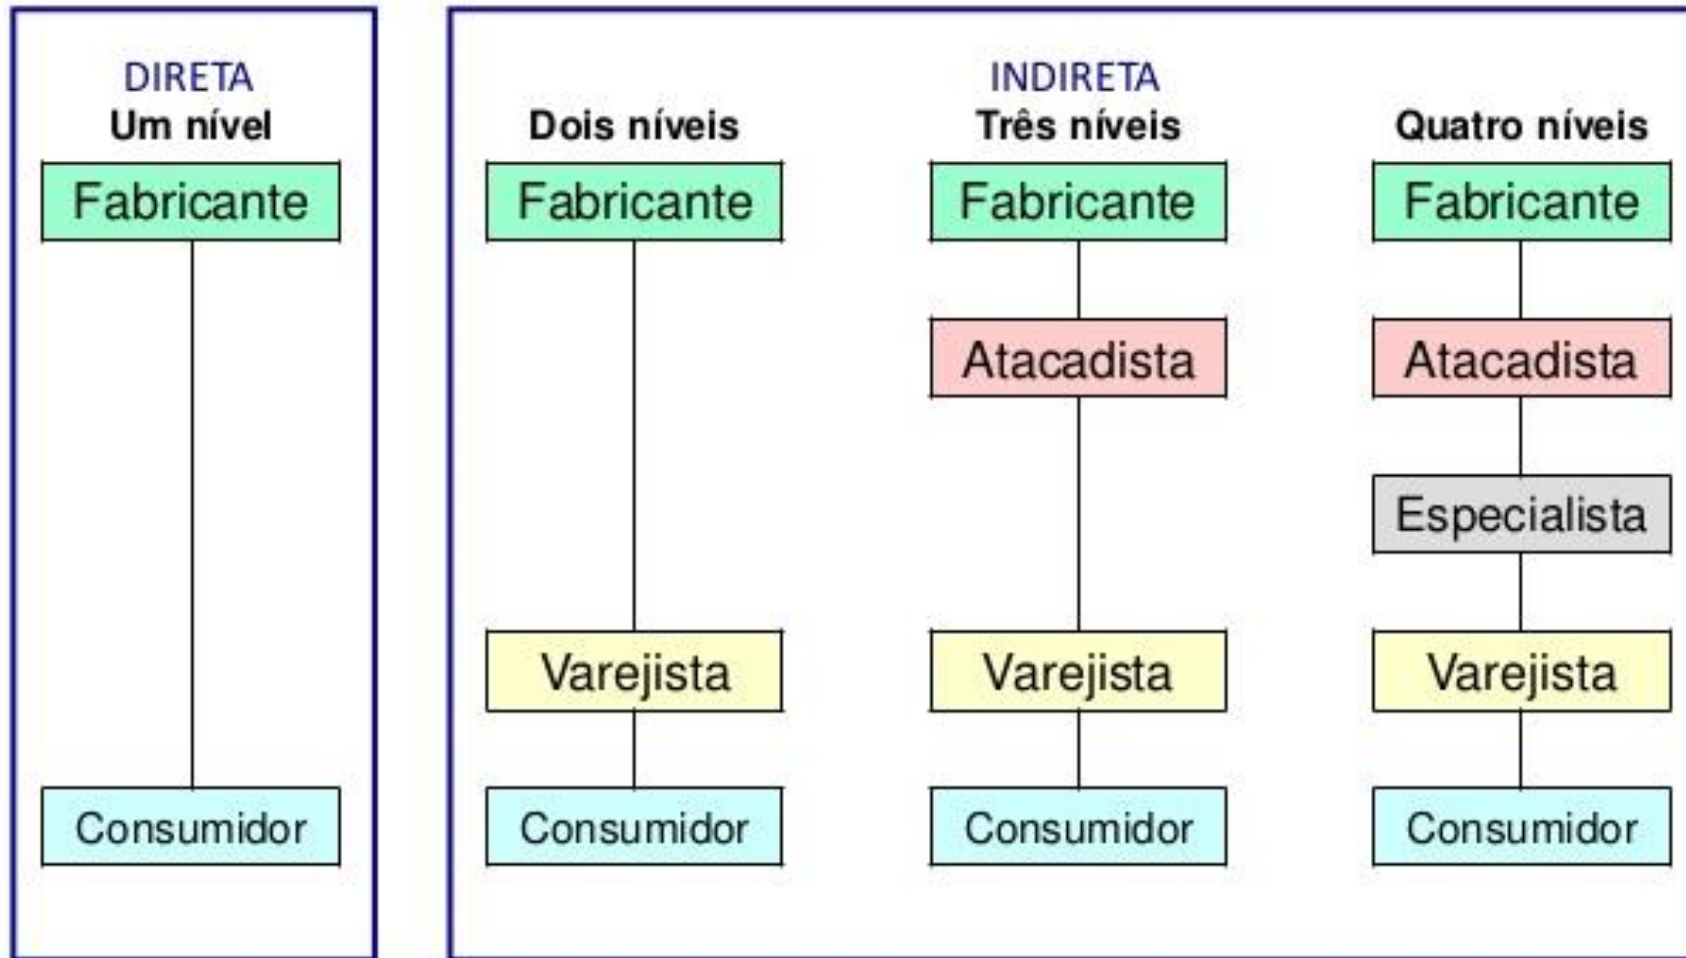 DIRETA
Um nível
Fabricante
Consumidor
INDIRETA
Dois níveis
Fabricante
Varejista
Consumidor
Três níveis
Fabricante
Atacadista
Varejista
Consumidor
Quatro níveis
Fabricante
Atacadista
Especialista
Varejista
Consumidor